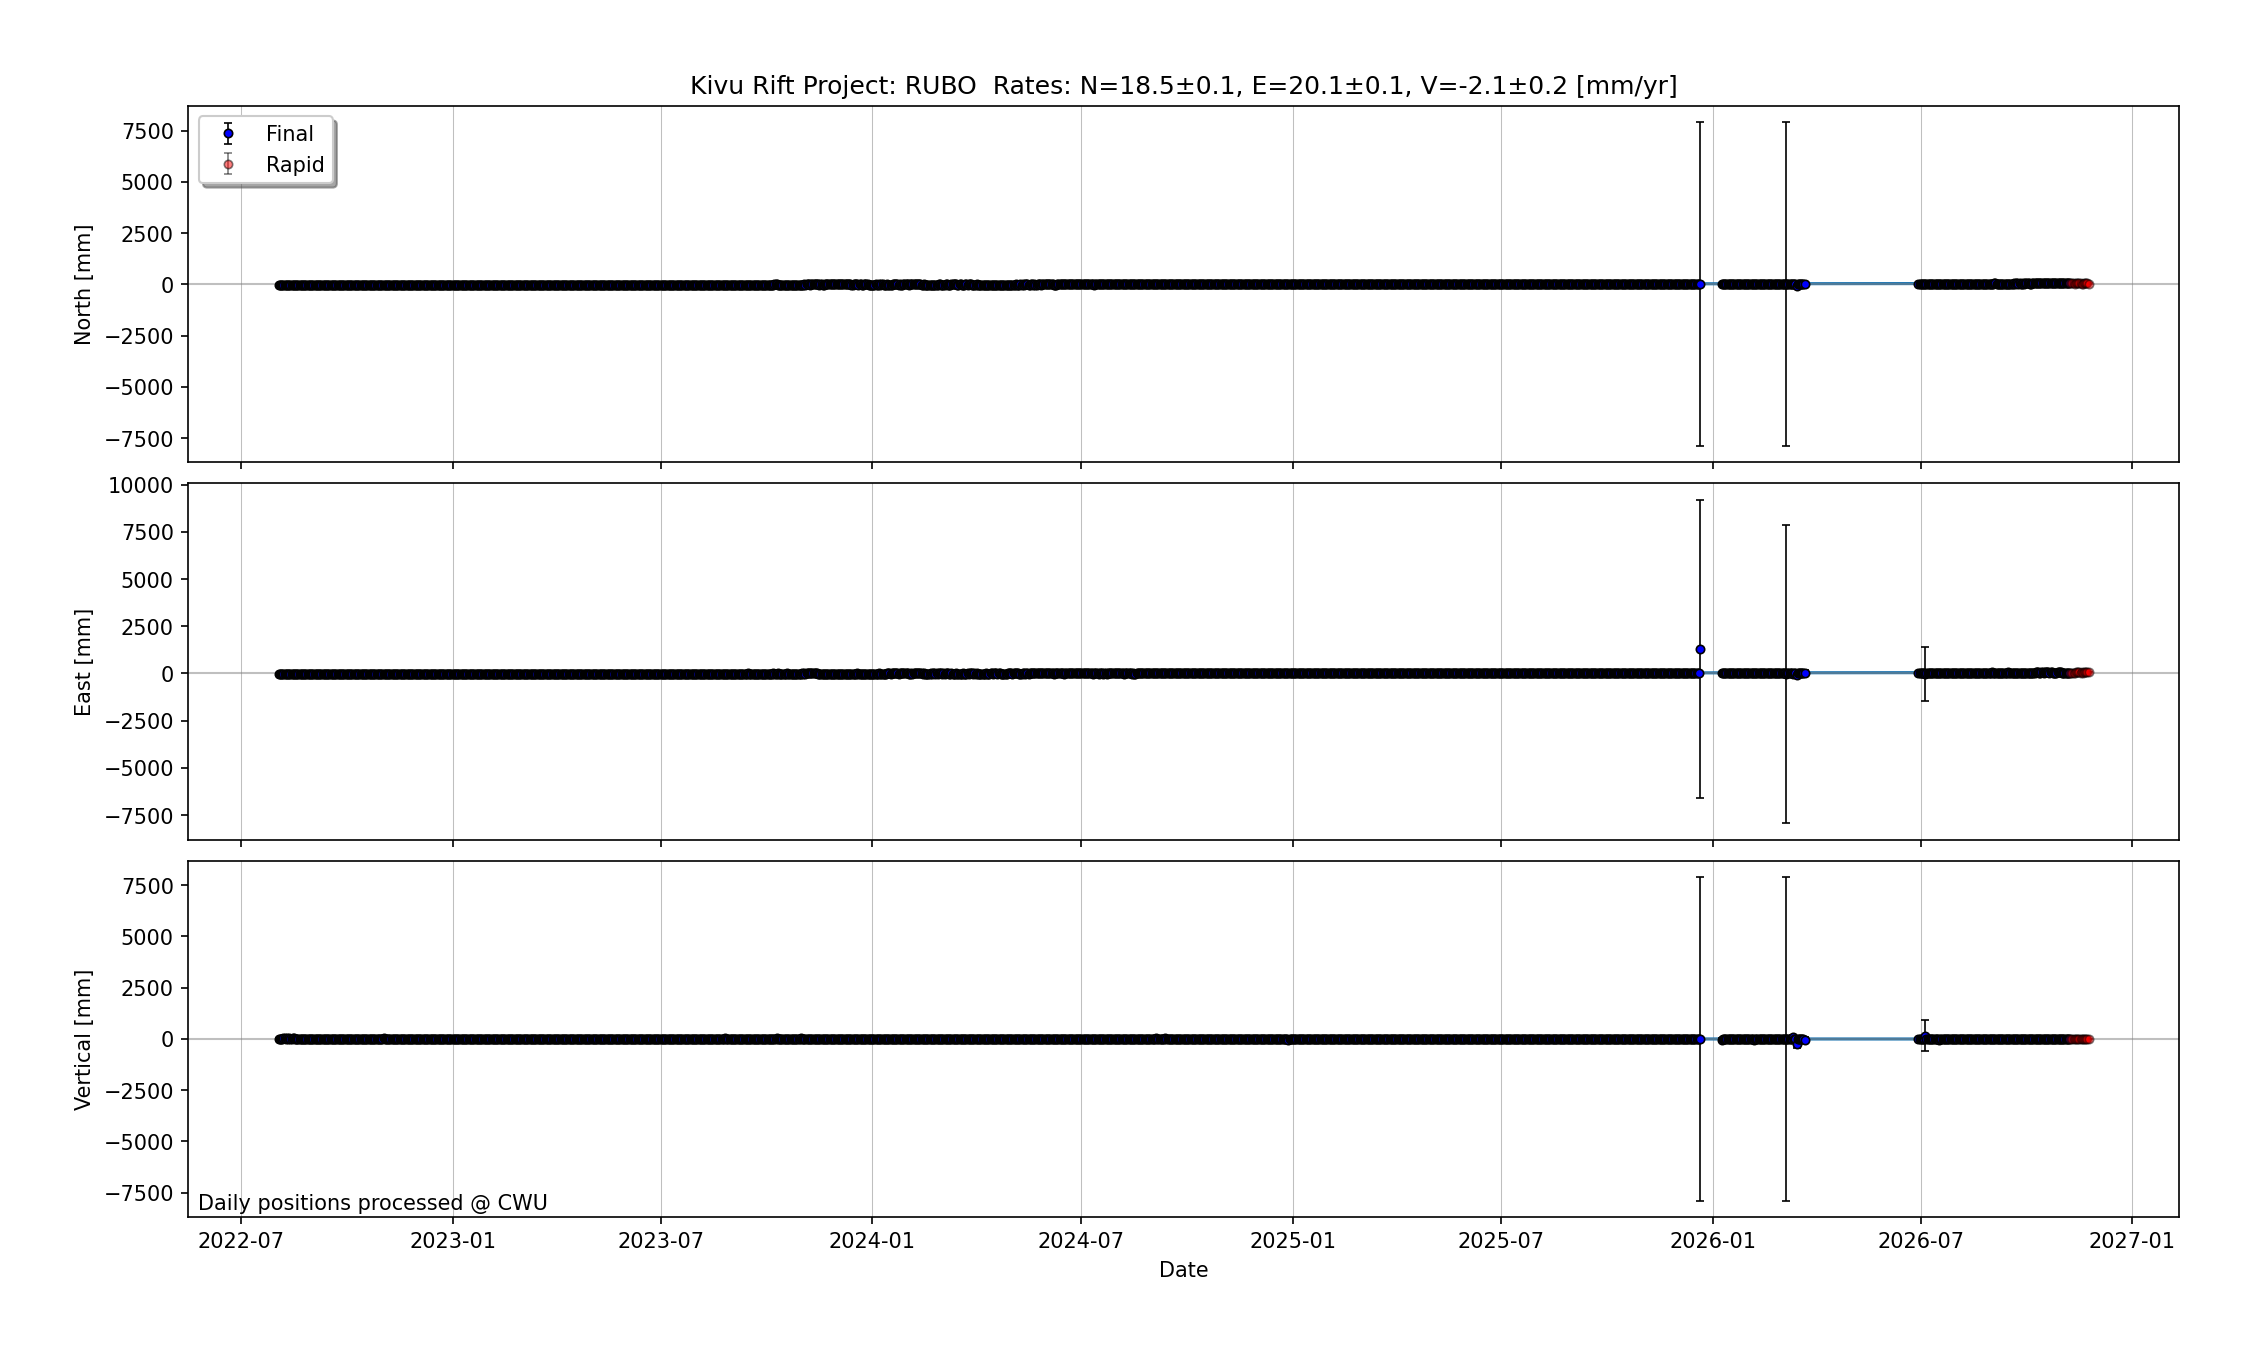 Kivu Rift Project: RUBO  Rates: N=18.5±0.1, E=20.1±0.1, V=-2.1±0.2 [mm/yr]
Final
Rapid
North [mm]
7500
5000
2500
0
−2500
−5000
−7500
East [mm]
10000
7500
5000
2500
0
−2500
−5000
−7500
Vertical [mm]
7500
5000
2500
0
−2500
−5000
−7500
Daily positions processed @ CWU
2022-07 2023-01 2023-07 2024-01 2024-07 2025-01 2025-07 2026-01 2026-07 2027-01
Date